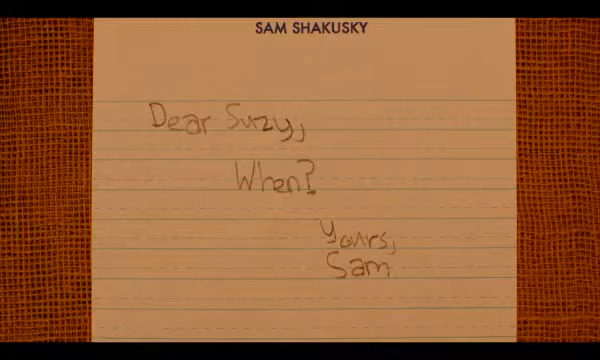 SAM SHAKUSKY
Dear Suzy,
When?
Yours,
Sam